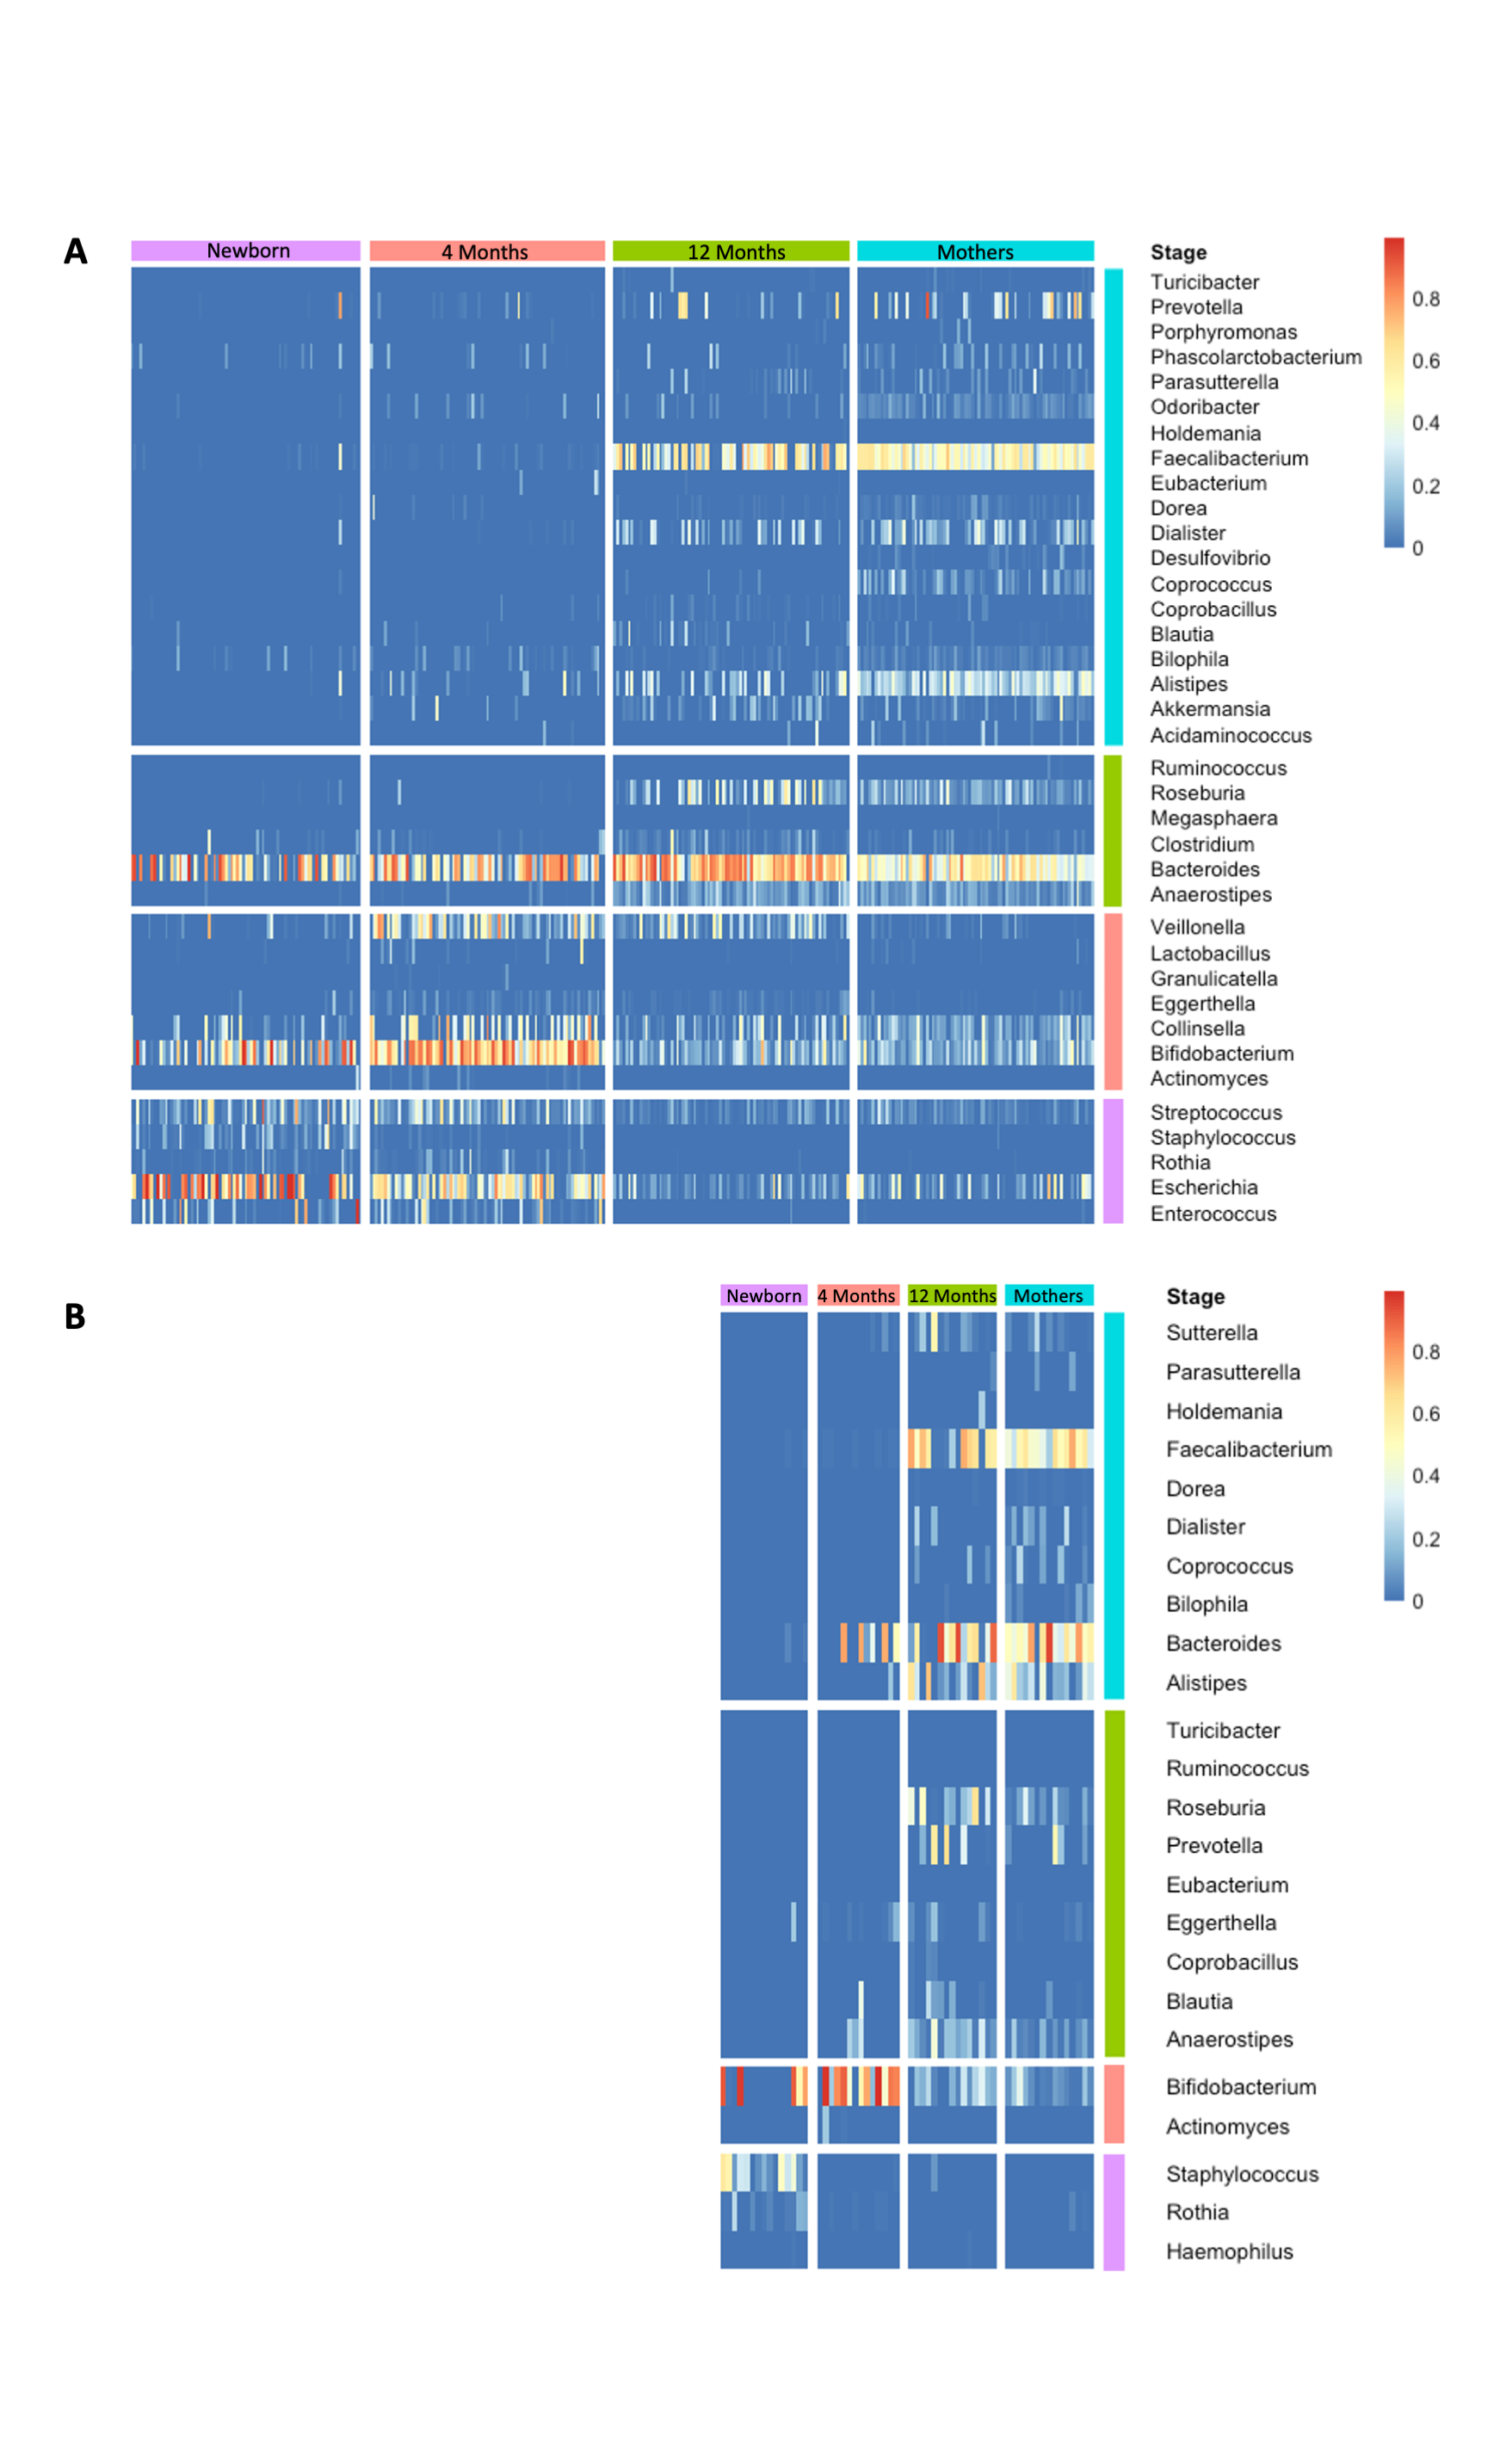 A
Newborn
4 Months
12 Months
Mothers
Stage
Turicibacter
Prevotella
Porphyromonas
Phascolarctobacterium
Parasutterella
Odoribacter
Holdemania
Faecalibacterium
Eubacterium
Dorea
Dialister
Desulfovibrio
Coprococcus
Coprobacillus
Blautia
Bilophila
Alistipes
Akkermansia
Acidaminococcus
Ruminococcus
Roseburia
Megasphaera
Clostridium
Bacteroides
Anaerostipes
Veillonella
Lactobacillus
Granulicatella
Eggerthella
Collinsella
Bifidobacterium
Actinomyces
Streptococcus
Staphylococcus
Rothia
Escherichia
Enterococcus
0.8
0.6
0.4
0.2
0
B
Newborn
4 Months
12 Months
Mothers
Stage
Sutterella
Parasutterella
Holdemania
Faecalibacterium
Dorea
Dialister
Coprococcus
Bilophila
Bacteroides
Alistipes
Turicibacter
Ruminococcus
Roseburia
Prevotella
Eubacterium
Eggerthella
Coprobacillus
Blautia
Anaerostipes
Bifidobacterium
Actinomyces
Staphylococcus
Rothia
Haemophilus
0.8
0.6
0.4
0.2
0